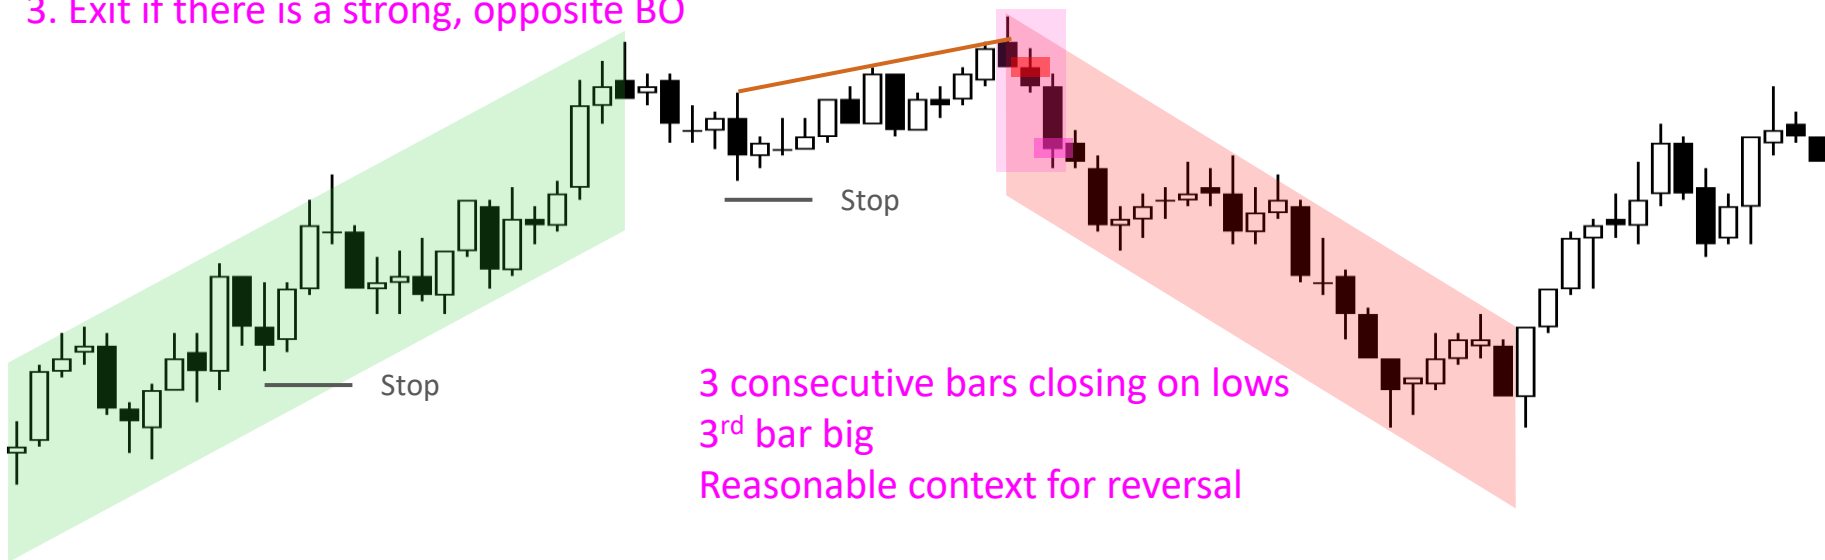 3. Exit if there is a strong, opposite BO
Stop
Stop
3 consecutive bars closing on lows
3rd bar big
Reasonable context for reversal